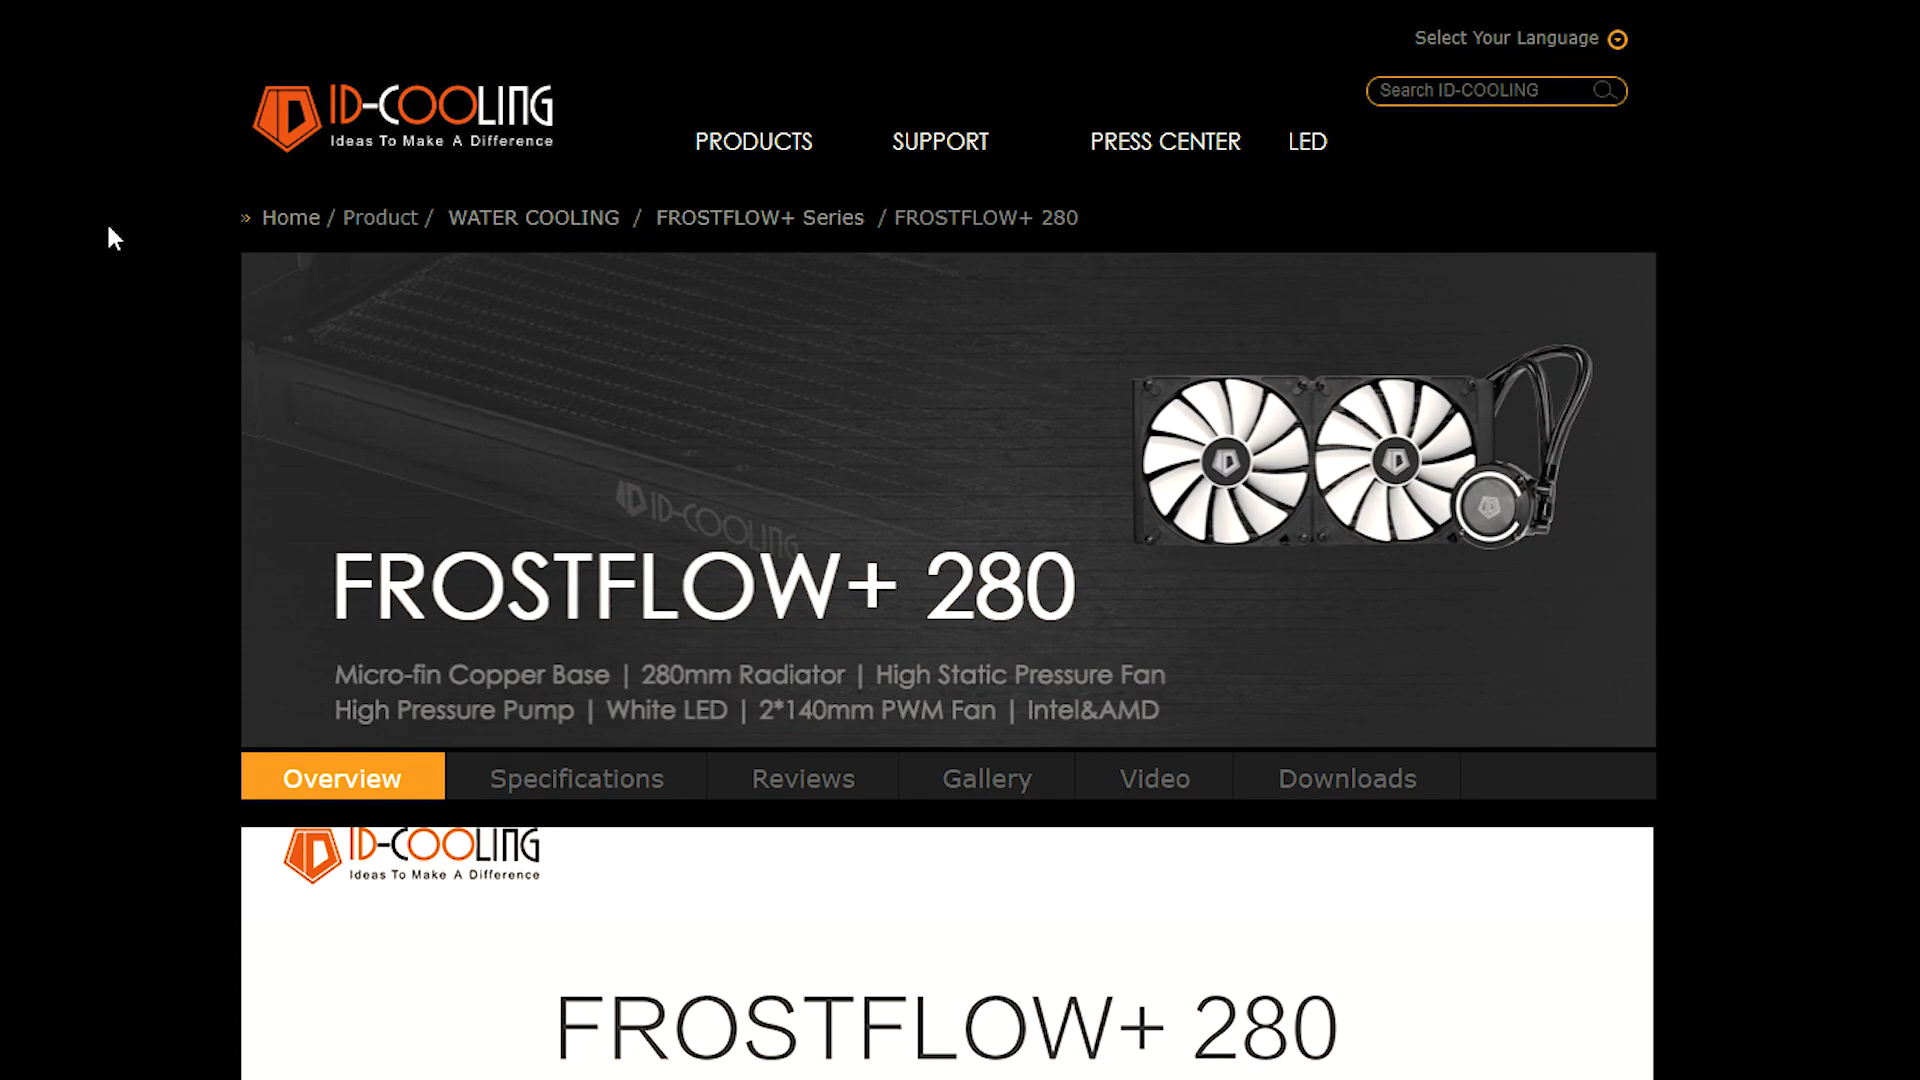 Select Your Language
ID-COOLING
Ideas To Make A Difference
Search ID-COOLING
PRODUCTS SUPPORT PRESS CENTER LED
» Home / Product / WATER COOLING / FROSTFLOW+ Series / FROSTFLOW+ 280
ID-COOLING
FROSTFLOW+ 280
Micro-fin Copper Base | 280mm Radiator | High Static Pressure Fan
High Pressure Pump | White LED | 2*140mm PWM Fan | Intel&AMD
Overview Specifications Reviews Gallery Video Downloads
ID-COOLING
Ideas To Make A Difference
FROSTFLOW+ 280